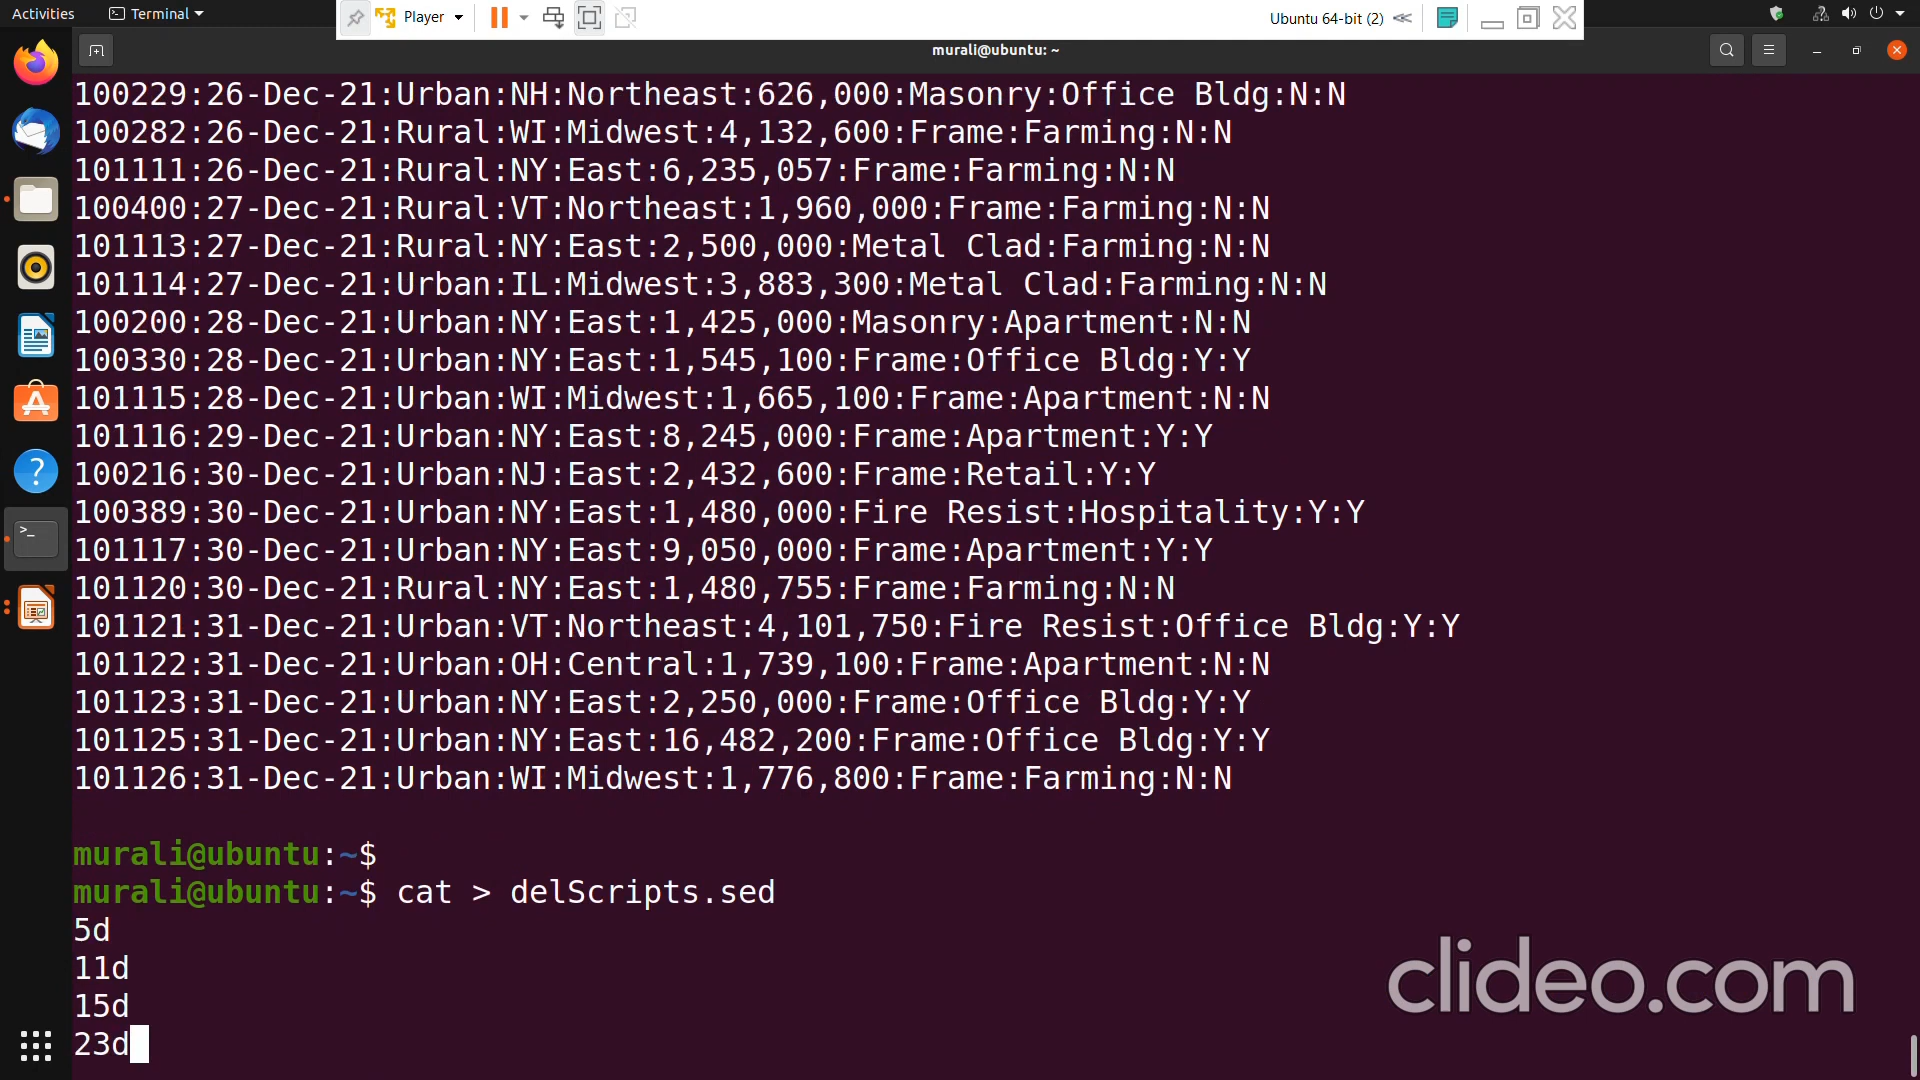 Activities
Terminal
Player
Ubuntu 64-bit (2)
murali@ubuntu: ~
100229:26-Dec-21:Urban:NH:Northeast:626,000:Masonry:Office Bldg:N:N
100282:26-Dec-21:Rural:WI:Midwest:4,132,600:Frame:Farming:N:N
101111:26-Dec-21:Rural:NY:East:6,235,057:Frame:Farming:N:N
100400:27-Dec-21:Rural:VT:Northeast:1,960,000:Frame:Farming:N:N
101113:27-Dec-21:Rural:NY:East:2,500,000:Metal Clad:Farming:N:N
101114:27-Dec-21:Urban:IL:Midwest:3,883,300:Metal Clad:Farming:N:N
100200:28-Dec-21:Urban:NY:East:1,425,000:Masonry:Apartment:N:N
100330:28-Dec-21:Urban:NY:East:1,545,100:Frame:Office Bldg:Y:Y
101115:28-Dec-21:Urban:WI:Midwest:1,665,100:Frame:Apartment:N:N
101116:29-Dec-21:Urban:NY:East:8,245,000:Frame:Apartment:Y:Y
100216:30-Dec-21:Urban:NJ:East:2,432,600:Frame:Retail:Y:Y
100389:30-Dec-21:Urban:NY:East:1,480,000:Fire Resist:Hospitality:Y:Y
101117:30-Dec-21:Urban:NY:East:9,050,000:Frame:Apartment:Y:Y
101120:30-Dec-21:Rural:NY:East:1,480,755:Frame:Farming:N:N
101121:31-Dec-21:Urban:VT:Northeast:4,101,750:Fire Resist:Office Bldg:Y:Y
101122:31-Dec-21:Urban:OH:Central:1,739,100:Frame:Apartment:N:N
101123:31-Dec-21:Urban:NY:East:2,250,000:Frame:Office Bldg:Y:Y
101125:31-Dec-21:Urban:NY:East:16,482,200:Frame:Office Bldg:Y:Y
101126:31-Dec-21:Urban:WI:Midwest:1,776,800:Frame:Farming:N:N
murali@ubuntu:~$
murali@ubuntu:~$ cat > delScripts.sed
5d
11d
15d
23d
clideo.com